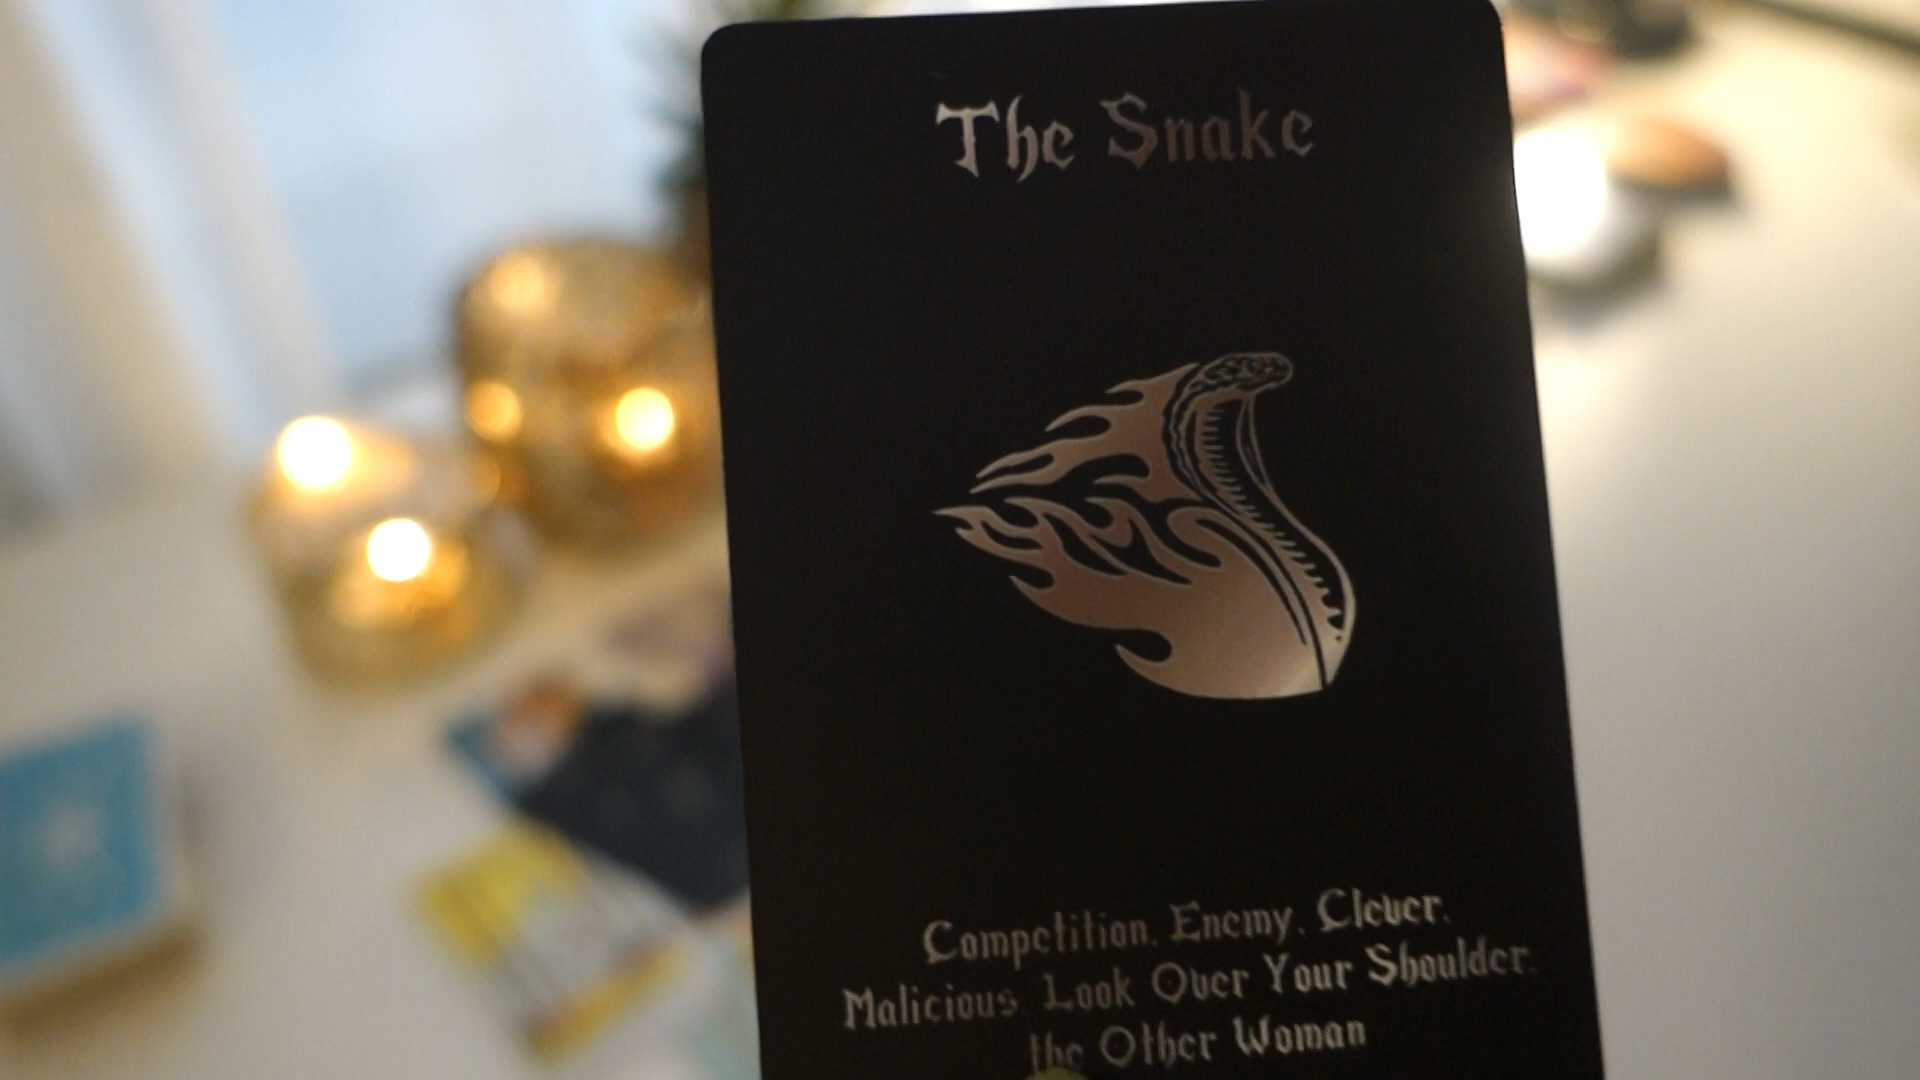 The Snake
Competition. Enemy. Clever.
Malicious. Look Over Your Shoulder.
the Other Woman